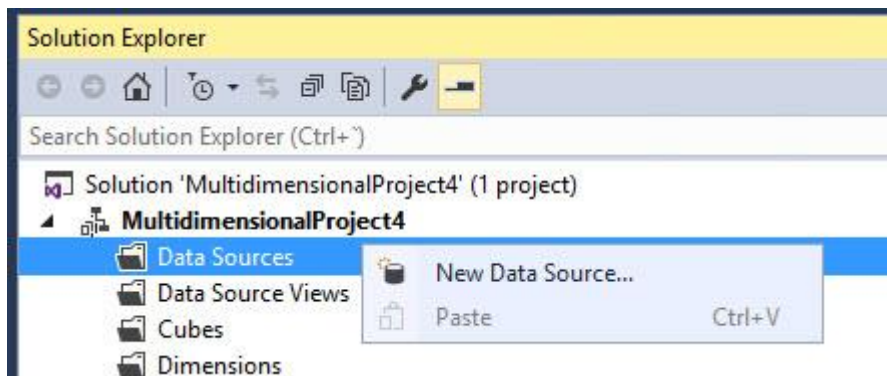 Solution Explorer
Search Solution Explorer (Ctrl+`)
Solution 'MultidimensionalProject4' (1 project)
MultidimensionalProject4
Data Sources
New Data Source...
Data Source Views
Paste Ctrl+V
Cubes
Dimensions